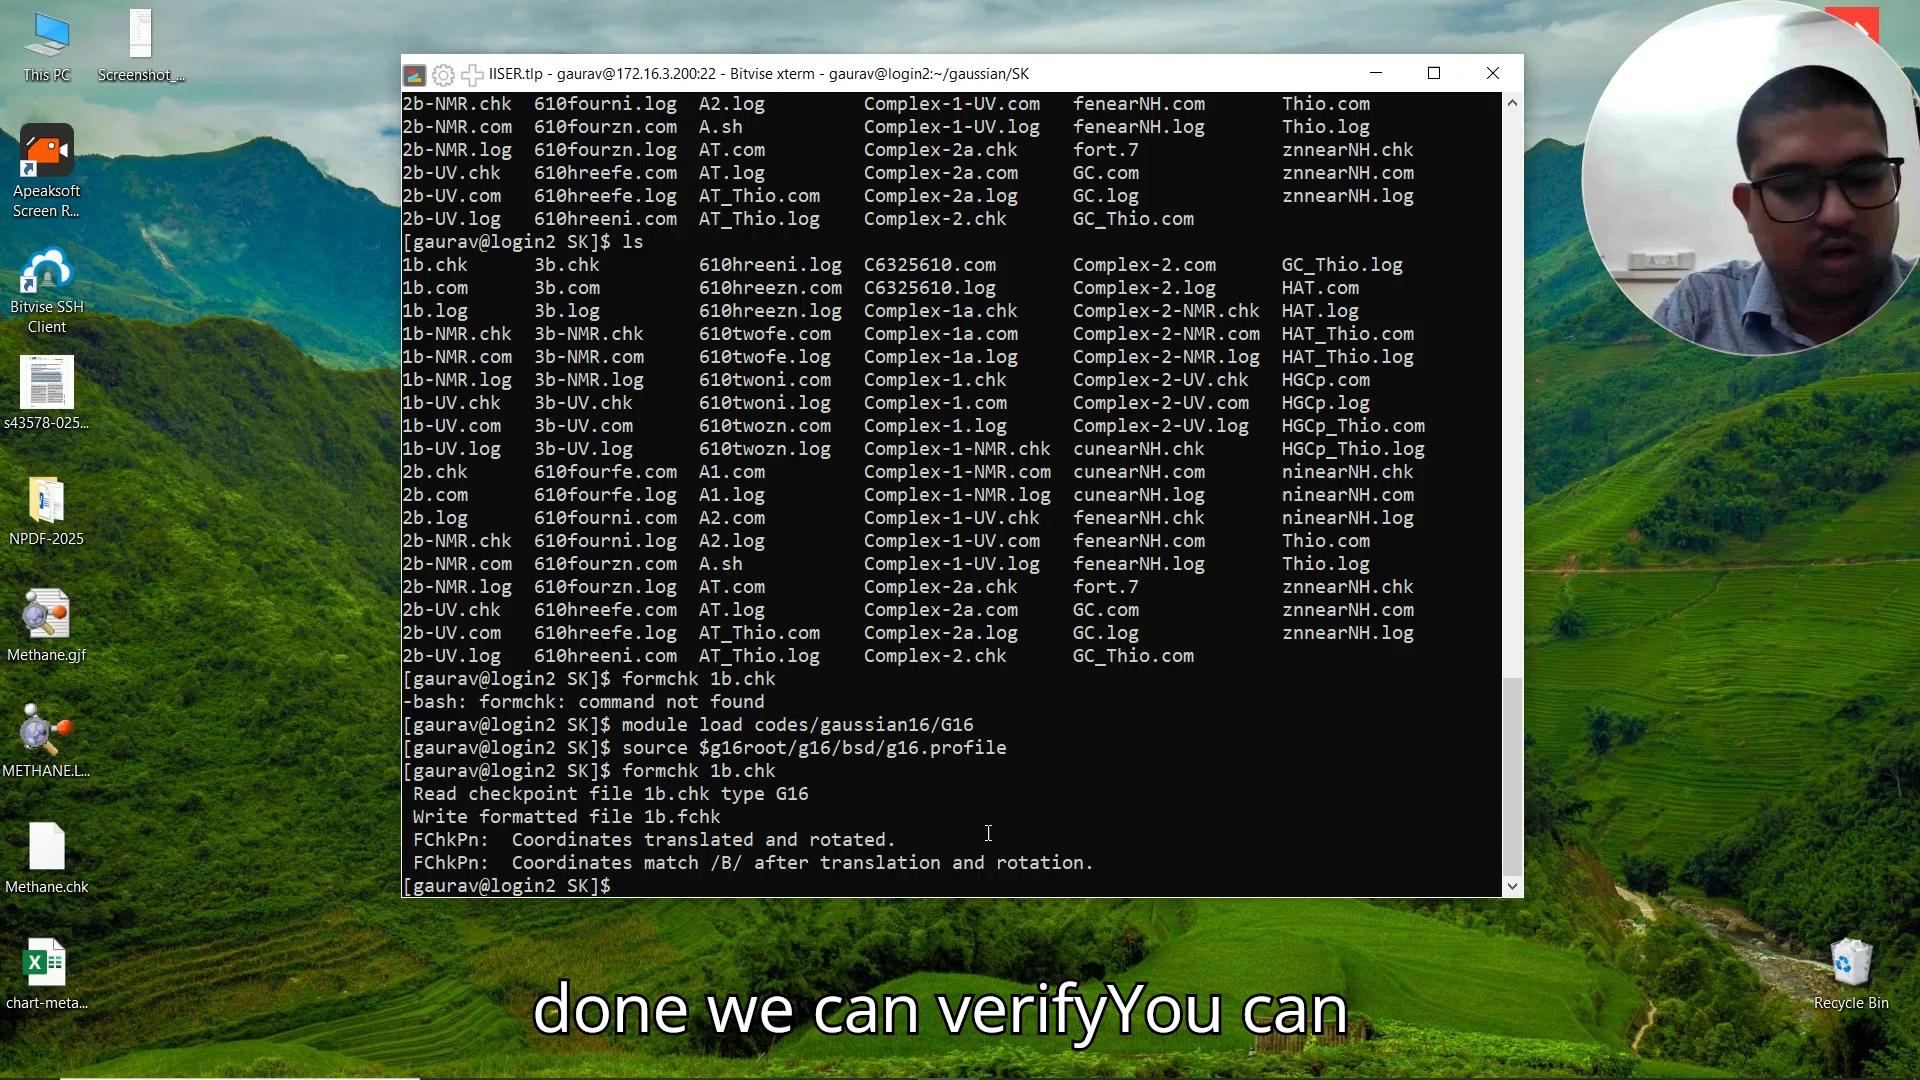 This PC
Screenshot_...
Apeaksoft
Screen R...
Bitvise SSH
Client
s43578-025...
NPDF-2025
Methane.gjf
METHANE.L...
Methane.chk
chart-meta...
Recycle Bin
IISER.tlp - gaurav@172.16.3.200:22 - Bitvise xterm - gaurav@login2:~/gaussian/SK
2b-NMR.chk 610fourni.log A2.log Complex-1-UV.com fenearNH.com Thio.com
2b-NMR.com 610fourzn.com A.sh Complex-1-UV.log fenearNH.log Thio.log
2b-NMR.log 610fourzn.log AT.com Complex-2a.chk fort.7 znnearNH.chk
2b-UV.chk 610hreefe.com AT.log Complex-2a.com GC.com znnearNH.com
2b-UV.com 610hreefe.log AT_Thio.com Complex-2a.log GC.log znnearNH.log
2b-UV.log 610hreeni.com AT_Thio.log Complex-2.chk GC_Thio.com
[gaurav@login2 SK]$ ls
1b.chk 3b.chk 610hreeni.log C6325610.com Complex-2.com GC_Thio.log
1b.com 3b.com 610hreezn.com C6325610.log Complex-2.log HAT.com
1b.log 3b.log 610hreezn.log Complex-1a.chk Complex-2-NMR.chk HAT.log
1b-NMR.chk 3b-NMR.chk 610twofe.com Complex-1a.com Complex-2-NMR.com HAT_Thio.com
1b-NMR.com 3b-NMR.com 610twofe.log Complex-1a.log Complex-2-NMR.log HAT_Thio.log
1b-NMR.log 3b-NMR.log 610twoni.com Complex-1.chk Complex-2-UV.chk HGCp.com
1b-UV.chk 3b-UV.chk 610twoni.log Complex-1.com Complex-2-UV.com HGCp.log
1b-UV.com 3b-UV.com 610twozn.com Complex-1.log Complex-2-UV.log HGCp_Thio.com
1b-UV.log 3b-UV.log 610twozn.log Complex-1-NMR.chk cunearNH.chk HGCp_Thio.log
2b.chk 610fourfe.com A1.com Complex-1-NMR.com cunearNH.com ninearNH.chk
2b.com 610fourfe.log A1.log Complex-1-NMR.log cunearNH.log ninearNH.com
2b.log 610fourni.com A2.com Complex-1-UV.chk fenearNH.chk ninearNH.log
2b-NMR.chk 610fourni.log A2.log Complex-1-UV.com fenearNH.com Thio.com
2b-NMR.com 610fourzn.com A.sh Complex-1-UV.log fenearNH.log Thio.log
2b-NMR.log 610fourzn.log AT.com Complex-2a.chk fort.7 znnearNH.chk
2b-UV.chk 610hreefe.com AT.log Complex-2a.com GC.com znnearNH.com
2b-UV.com 610hreefe.log AT_Thio.com Complex-2a.log GC.log znnearNH.log
2b-UV.log 610hreeni.com AT_Thio.log Complex-2.chk GC_Thio.com
[gaurav@login2 SK]$ formchk 1b.chk
-bash: formchk: command not found
[gaurav@login2 SK]$ module load codes/gaussian16/G16
[gaurav@login2 SK]$ source $g16root/g16/bsd/g16.profile
[gaurav@login2 SK]$ formchk 1b.chk
Read checkpoint file 1b.chk type G16
Write formatted file 1b.fchk
FChkPn: Coordinates translated and rotated.
FChkPn: Coordinates match /B/ after translation and rotation.
[gaurav@login2 SK]$
done we can verifyYou can